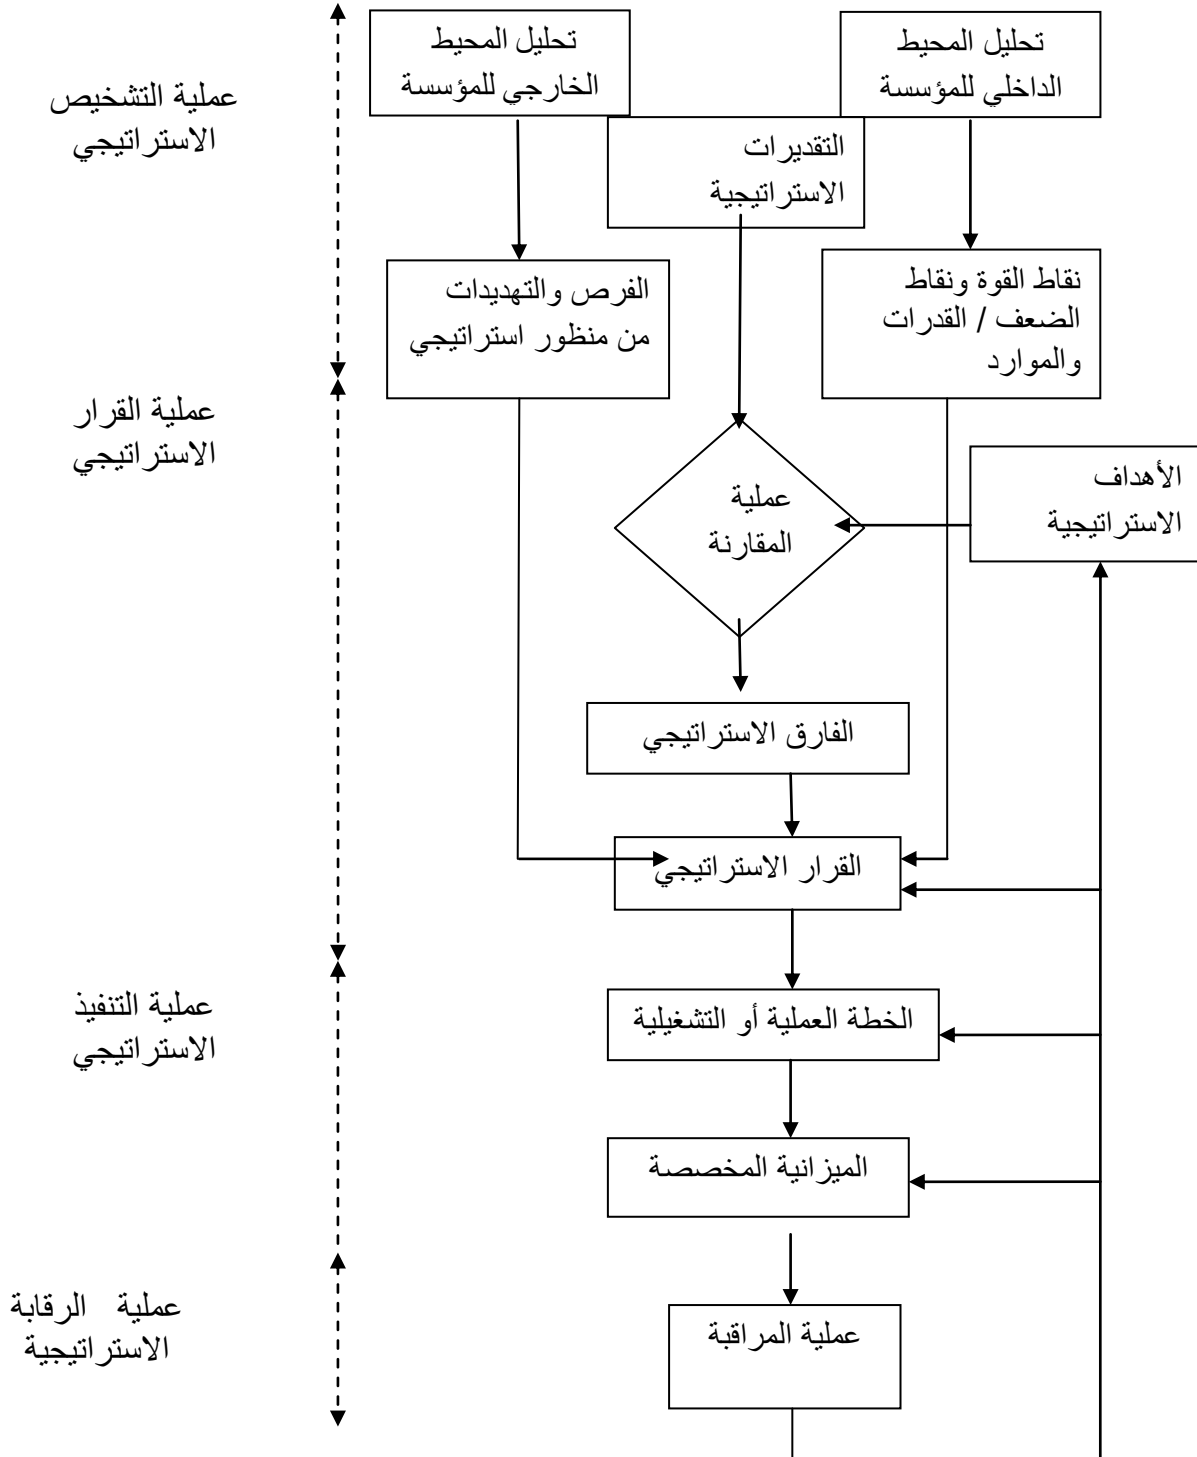 تحليل المحيط
الداخلي للمؤسسة
تحليل المحيط
الخارجي للمؤسسة
عملية التشخيص
الاستراتيجي
التقديرات
الاستراتيجية
نقاط القوة ونقاط
الضعف / القدرات
والموارد
الفرص والتهديدات
من منظور استراتيجي
عملية القرار
الاستراتيجي
الأهداف
الاستراتيجية
عملية
المقارنة
الفارق الاستراتيجي
القرار الاستراتيجي
الخطة العملية أو التشغيلية
عملية التنفيذ
الاستراتيجي
الميزانية المخصصة
عملية المراقبة
عملية الرقابة
الاستراتيجية